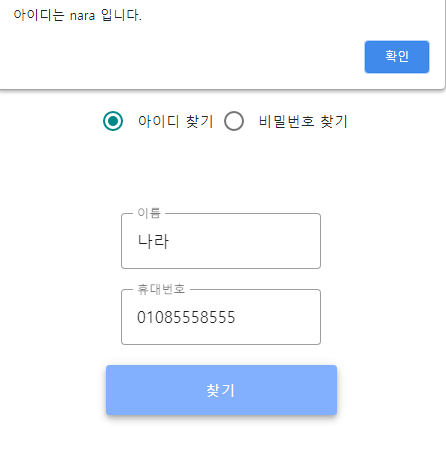 아이디는 nara 입니다.
확인
아이디 찾기 비밀번호 찾기
이름
나라
휴대번호
01085558555
찾기